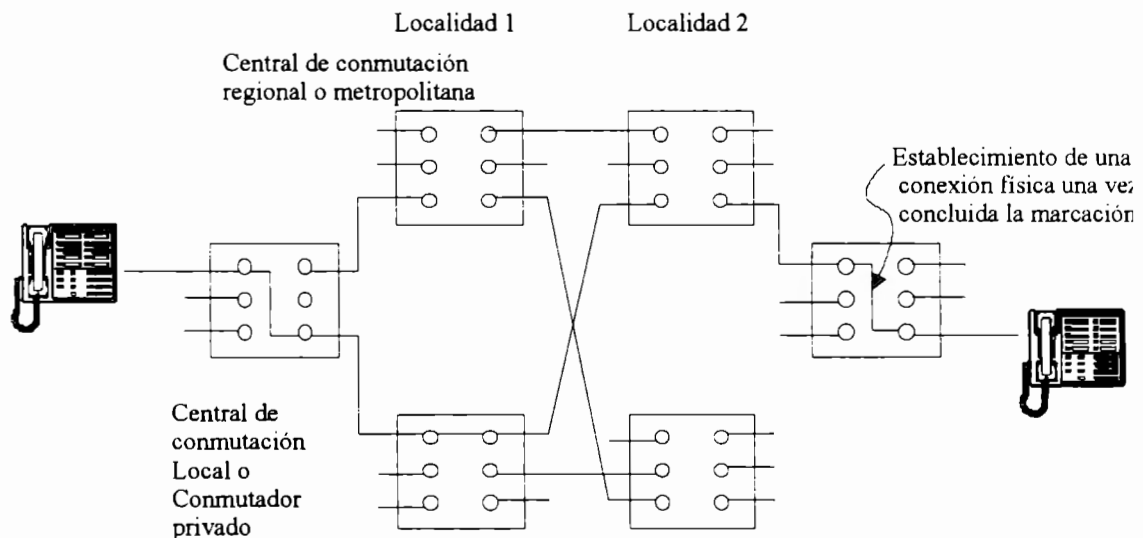 Localidad 1
Localidad 2
Central de conmutación
regional o metropolitana
Establecimiento de una
conexión física una vez
concluida la marcación
Central de
conmutación
Local o
Conmutador
privado